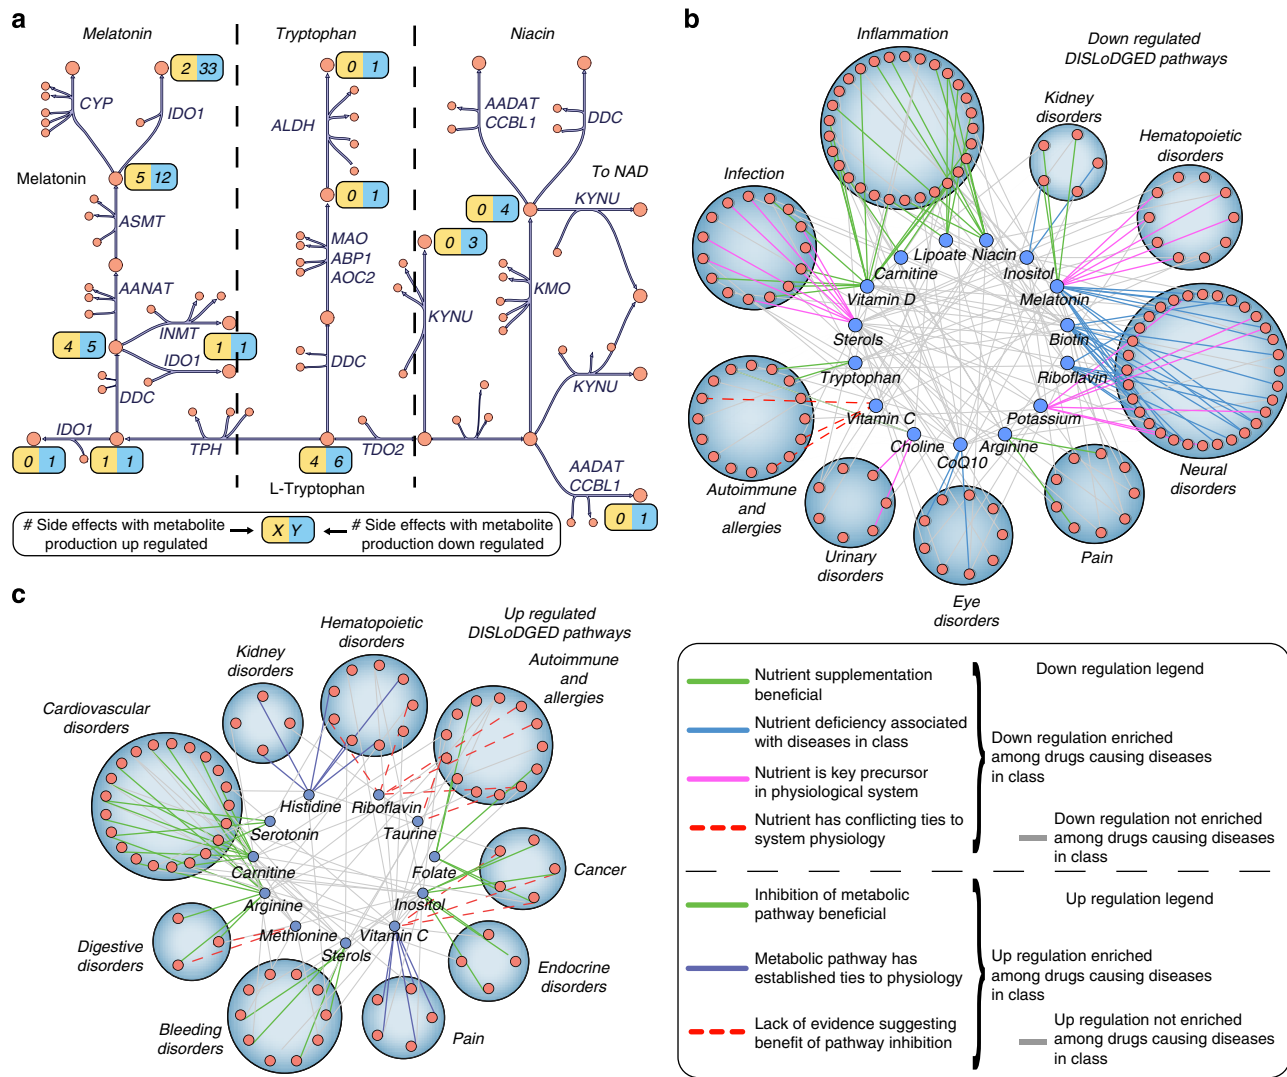 a
Melatonin
Tryptophan
Niacin
2 33
0 1
CYP
IDO1
ALDH
AADAT
CCBL1
DDC
Melatonin
5 12
0 1
To NAD
KYNU
0 4
ASMT
MAO
ABP1
AOC2
0 3
AANAT
KMO
INMT
KYNU
4 5
1 1
IDO1
DDC
DDC
KYNU
IDO1
TPH
TDO2
0 1
1 1
4 6
L-Tryptophan
AADAT
CCBL1
0 1
# Side effects with metabolite
production up regulated
X Y
# Side effects with metabolite
production down regulated
b
Inflammation
Down regulated
DISLoDGED pathways
Kidney
disorders
Hematopoietic
disorders
Infection
Lipoate
Niacin
Carnitine
Inositol
Vitamin D
Melatonin
Sterols
Biotin
Tryptophan
Riboflavin
Vitamin C
Potassium
Choline
Arginine
CoQ10
Neural
disorders
Autoimmune
and
allergies
Urinary
disorders
Eye
disorders
Pain
c
Up regulated
DISLoDGED pathways
Hematopoietic
disorders
Kidney
disorders
Autoimmune
and
allergies
Cardiovascular
disorders
Histidine
Riboflavin
Serotonin
Taurine
Carnitine
Folate
Cancer
Arginine
Inositol
Methionine
Vitamin C
Sterols
Digestive
disorders
Endocrine
disorders
Bleeding
disorders
Pain
Nutrient supplementation
beneficial
Down regulation legend
Nutrient deficiency associated
with diseases in class
Down regulation enriched
among drugs causing diseases
in class
Nutrient is key precursor
in physiological system
Nutrient has conflicting ties to
system physiology
Down regulation not enriched
among drugs causing diseases
in class
Inhibition of metabolic
pathway beneficial
Up regulation legend
Metabolic pathway has
established ties to physiology
Up regulation enriched
among drugs causing diseases
in class
Lack of evidence suggesting
benefit of pathway inhibition
Up regulation not enriched
among drugs causing diseases
in class